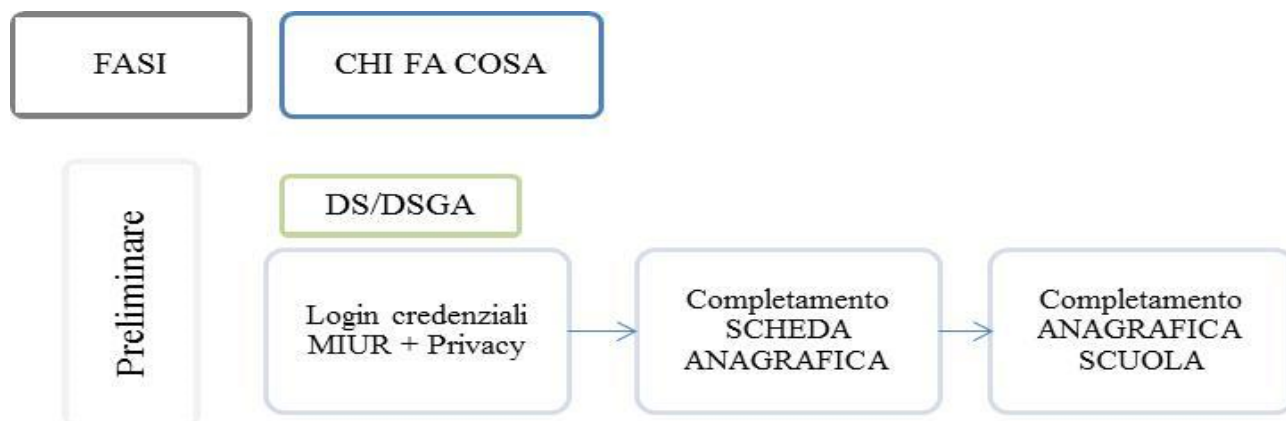 FASI
CHI FA COSA
Preliminare
DS/DSGA
Login credenziali
MIUR + Privacy
Completamento
SCHEDA
ANAGRAFICA
Completamento
ANAGRAFICA
SCUOLA